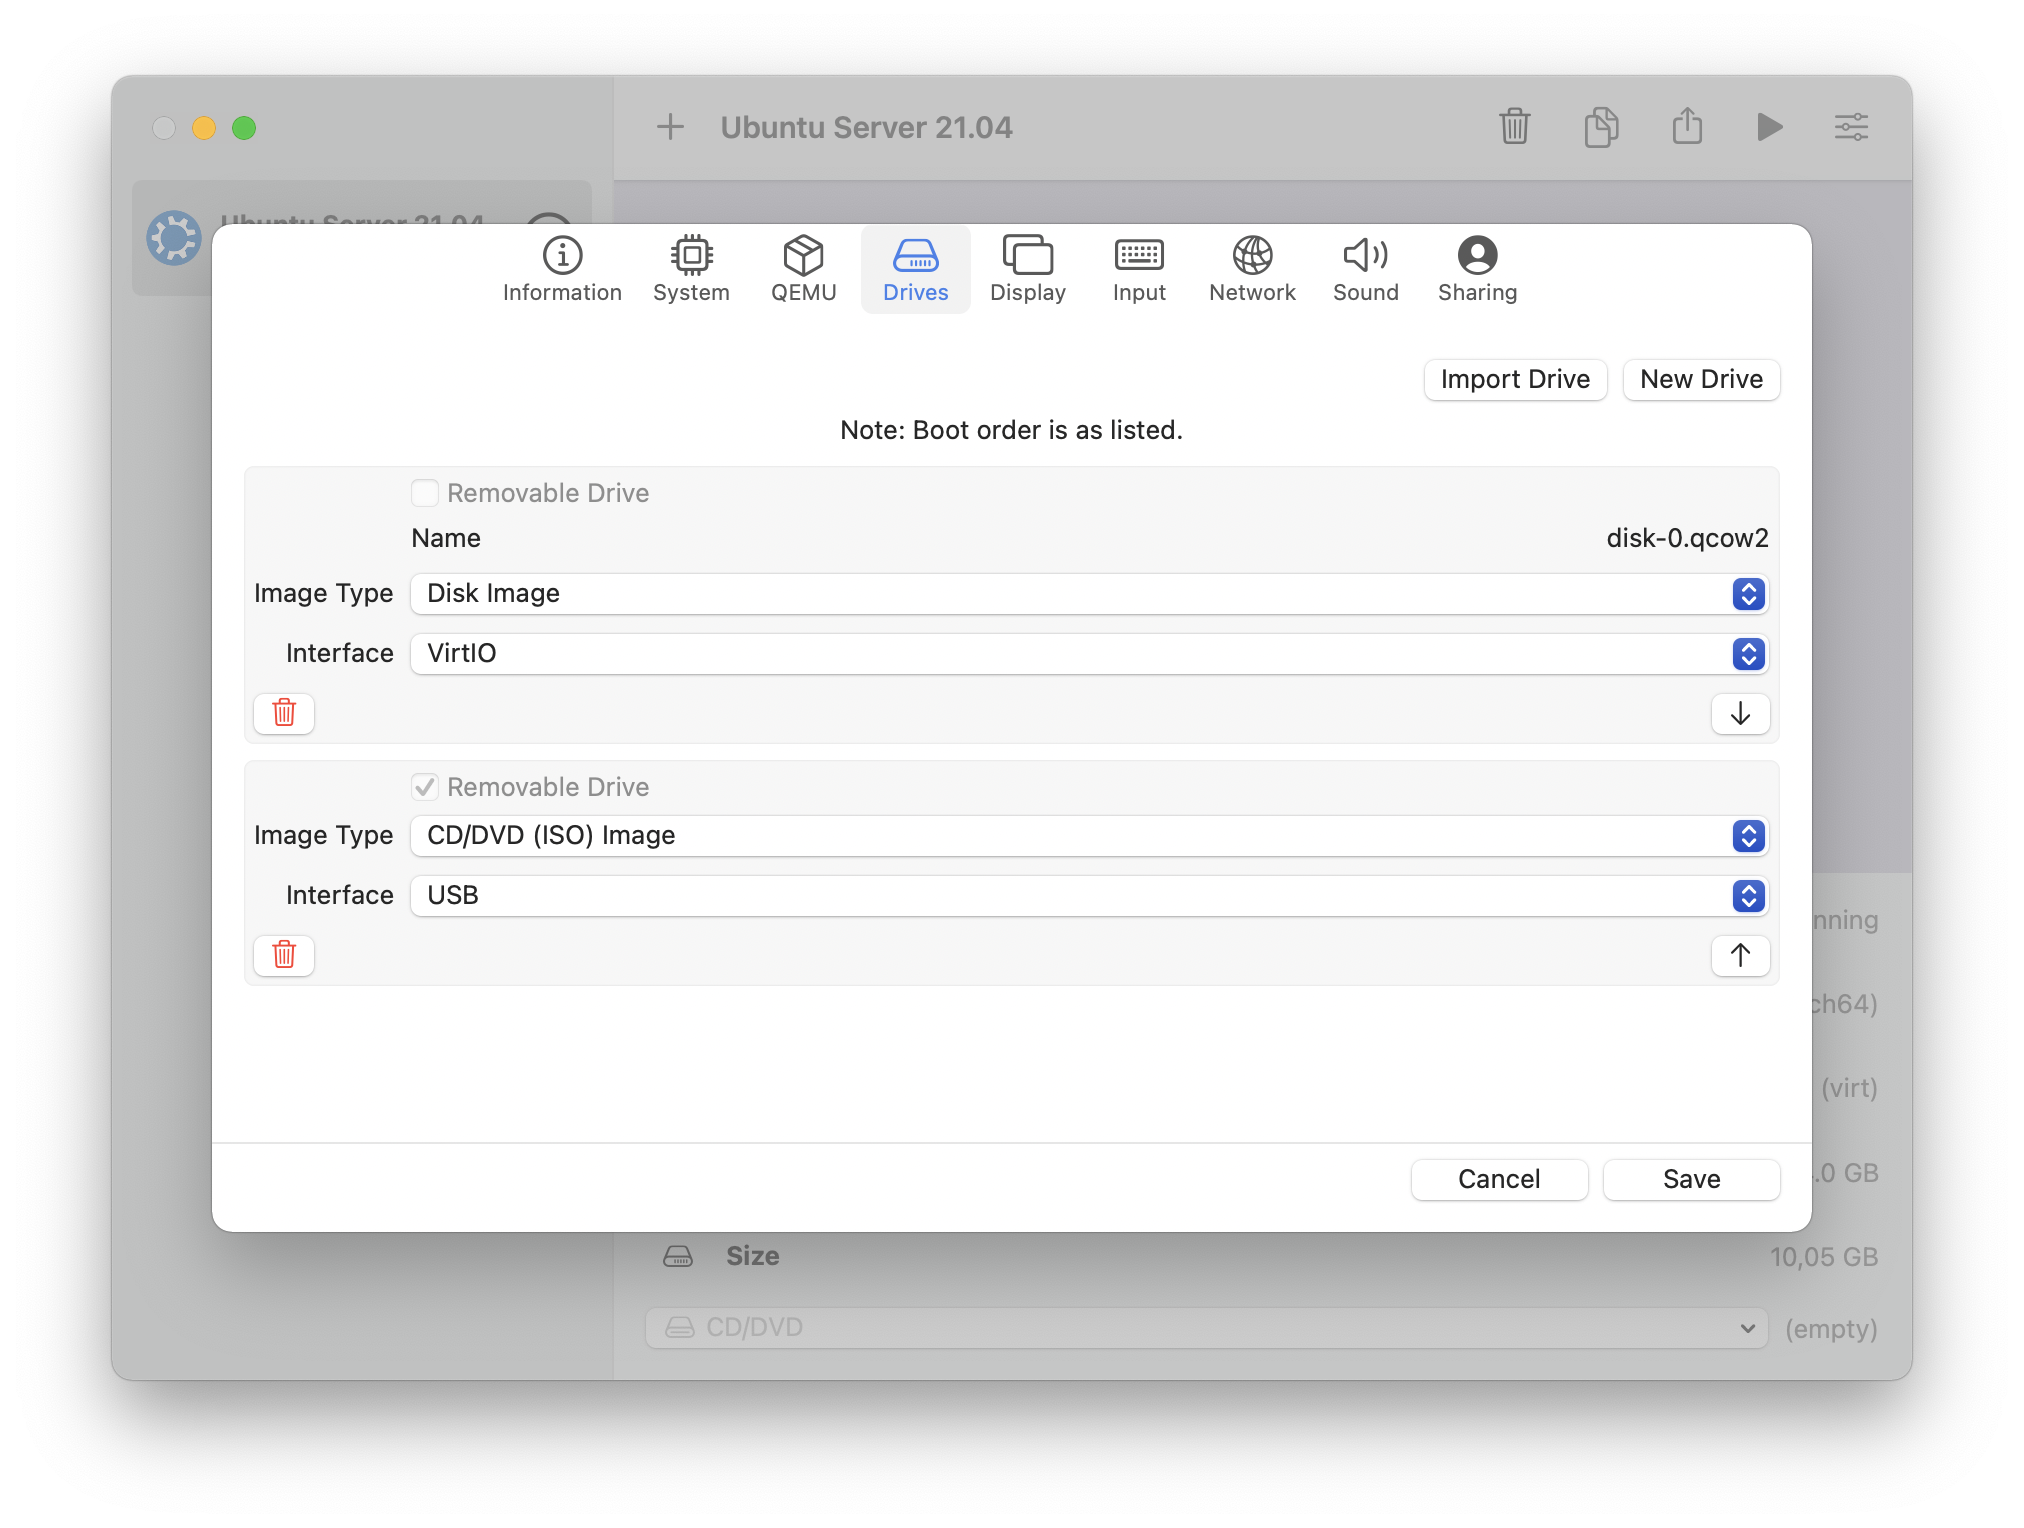 Ubuntu Server 21.04
Ubuntu Server 21.04
Information
System
QEMU
Drives
Display
Input
Network
Sound
Sharing
Import Drive
New Drive
Note: Boot order is as listed.
Removable Drive
Name
disk-0.qcow2
Image Type
Disk Image
Interface
VirtIO
Removable Drive
Image Type
CD/DVD (ISO) Image
Interface
USB
nning
ch64)
(virt)
.0 GB
Cancel
Save
Size
10,05 GB
CD/DVD
(empty)